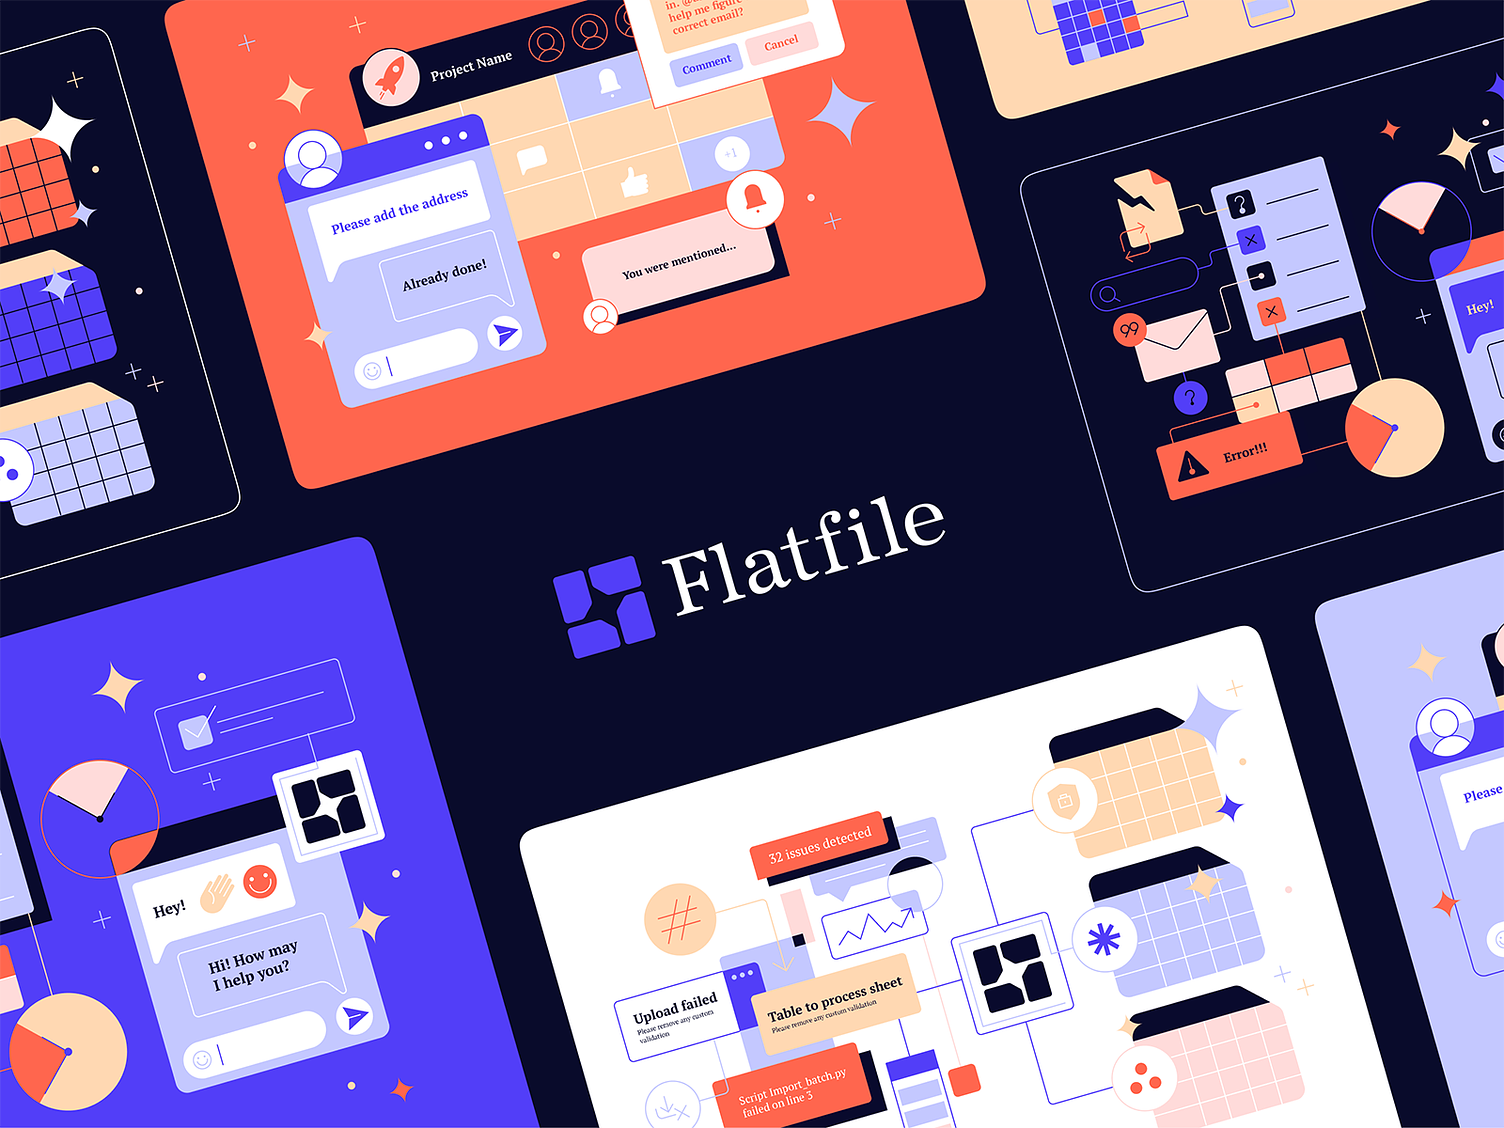 in. @
help me figure
correct email?
Comment
Cancel
Project Name
+1
Please add the address
Already done!
You were mentioned...
99
?
?
Error!!!
Hey!
Flatfile
Hey!
Hi! How may
I help you?
32 issues detected
#
Upload failed
Please remove any custom
validation
Table to process sheet
Please remove any custom validation
Script Import_batch.py
failed on line 3
Please